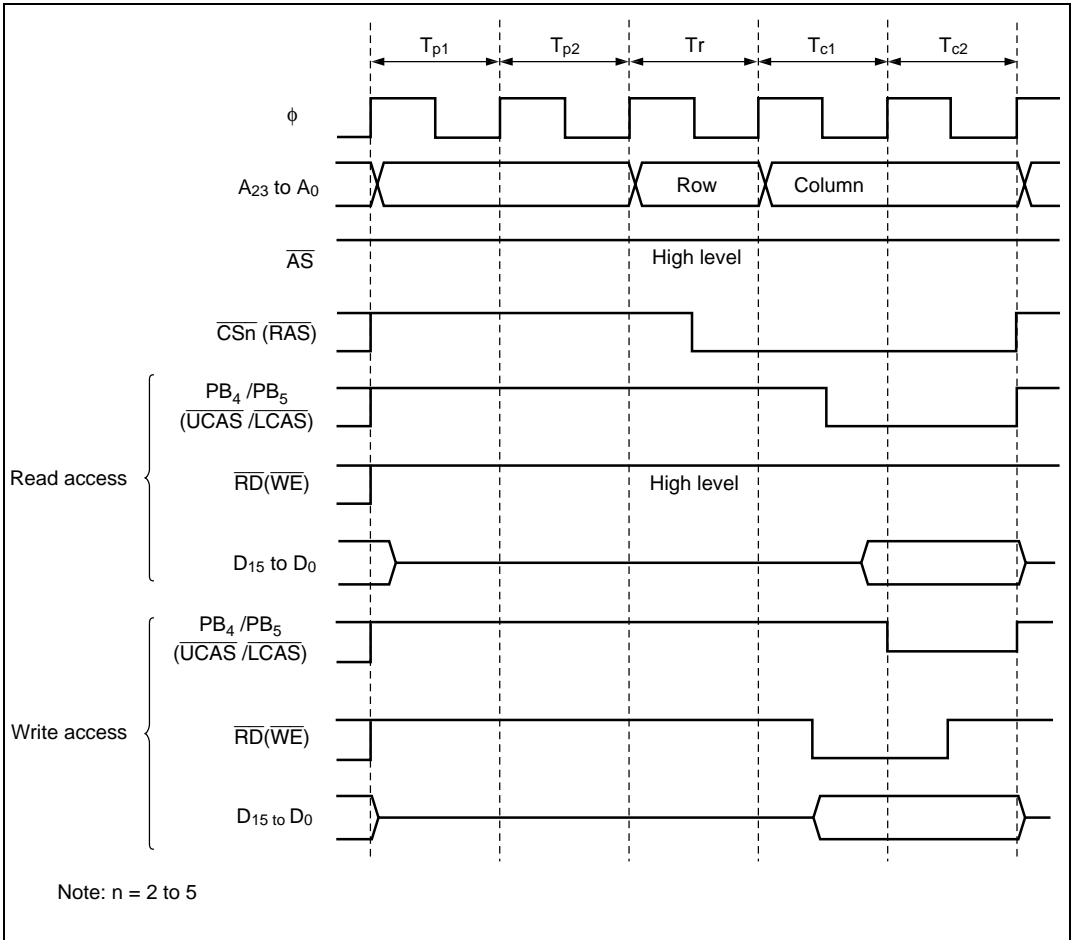 Tp1 Tp2 Tr Tc1 Tc2
φ
A23 to A0 Row Column
AS
High level
CSn (RAS)
PB4 /PB5
(UCAS /LCAS)
Read access RD(WE) High level
D15 to D0
PB4 /PB5
(UCAS /LCAS)
Write access RD(WE)
D15 to D0
Note: n = 2 to 5